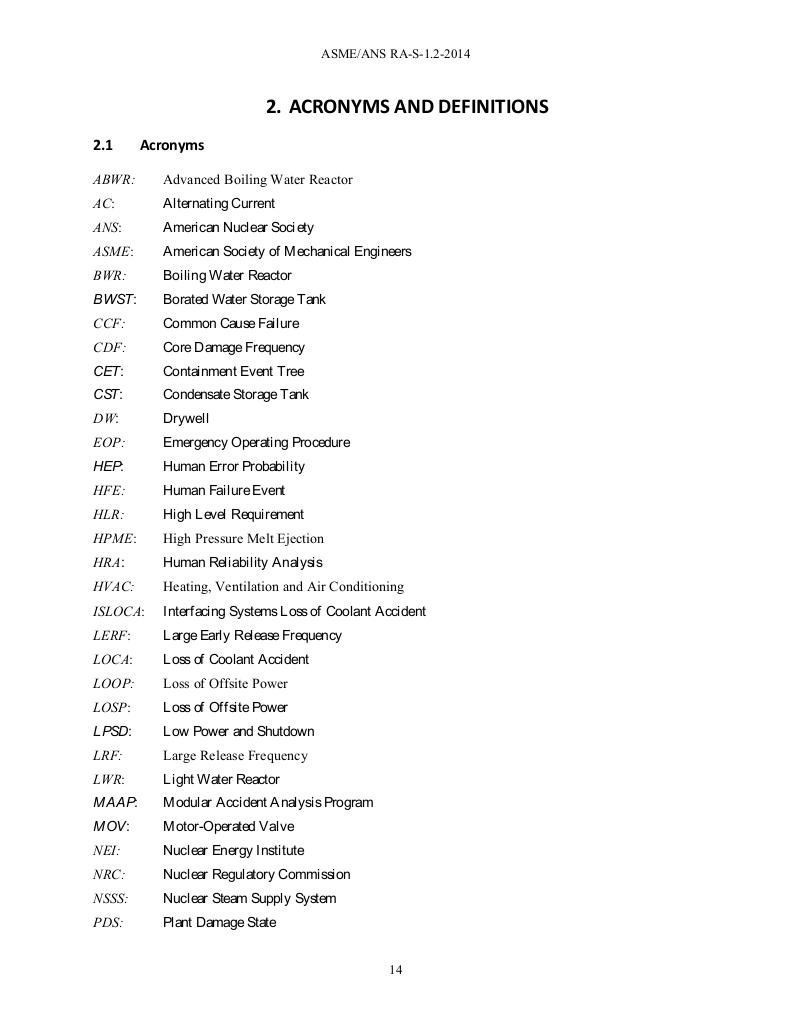 ASME/ANS RA-S-1.2-2014
2. ACRONYMS AND DEFINITIONS
2.1 Acronyms
ABWR: Advanced Boiling Water Reactor
AC: Alternating Current
ANS: American Nuclear Society
ASME: American Society of Mechanical Engineers
BWR: Boiling Water Reactor
BWST: Borated Water Storage Tank
CCF: Common Cause Failure
CDF: Core Damage Frequency
CET: Containment Event Tree
CST: Condensate Storage Tank
DW: Drywell
EOP: Emergency Operating Procedure
HEP: Human Error Probability
HFE: Human Failure Event
HLR: High Level Requirement
HPME: High Pressure Melt Ejection
HRA: Human Reliability Analysis
HVAC: Heating, Ventilation and Air Conditioning
ISLOCA: Interfacing Systems Loss of Coolant Accident
LERF: Large Early Release Frequency
LOCA: Loss of Coolant Accident
LOOP: Loss of Offsite Power
LOSP: Loss of Offsite Power
LPSD: Low Power and Shutdown
LRF: Large Release Frequency
LWR: Light Water Reactor
MAAP: Modular Accident Analysis Program
MOV: Motor-Operated Valve
NEI: Nuclear Energy Institute
NRC: Nuclear Regulatory Commission
NSSS: Nuclear Steam Supply System
PDS: Plant Damage State
14